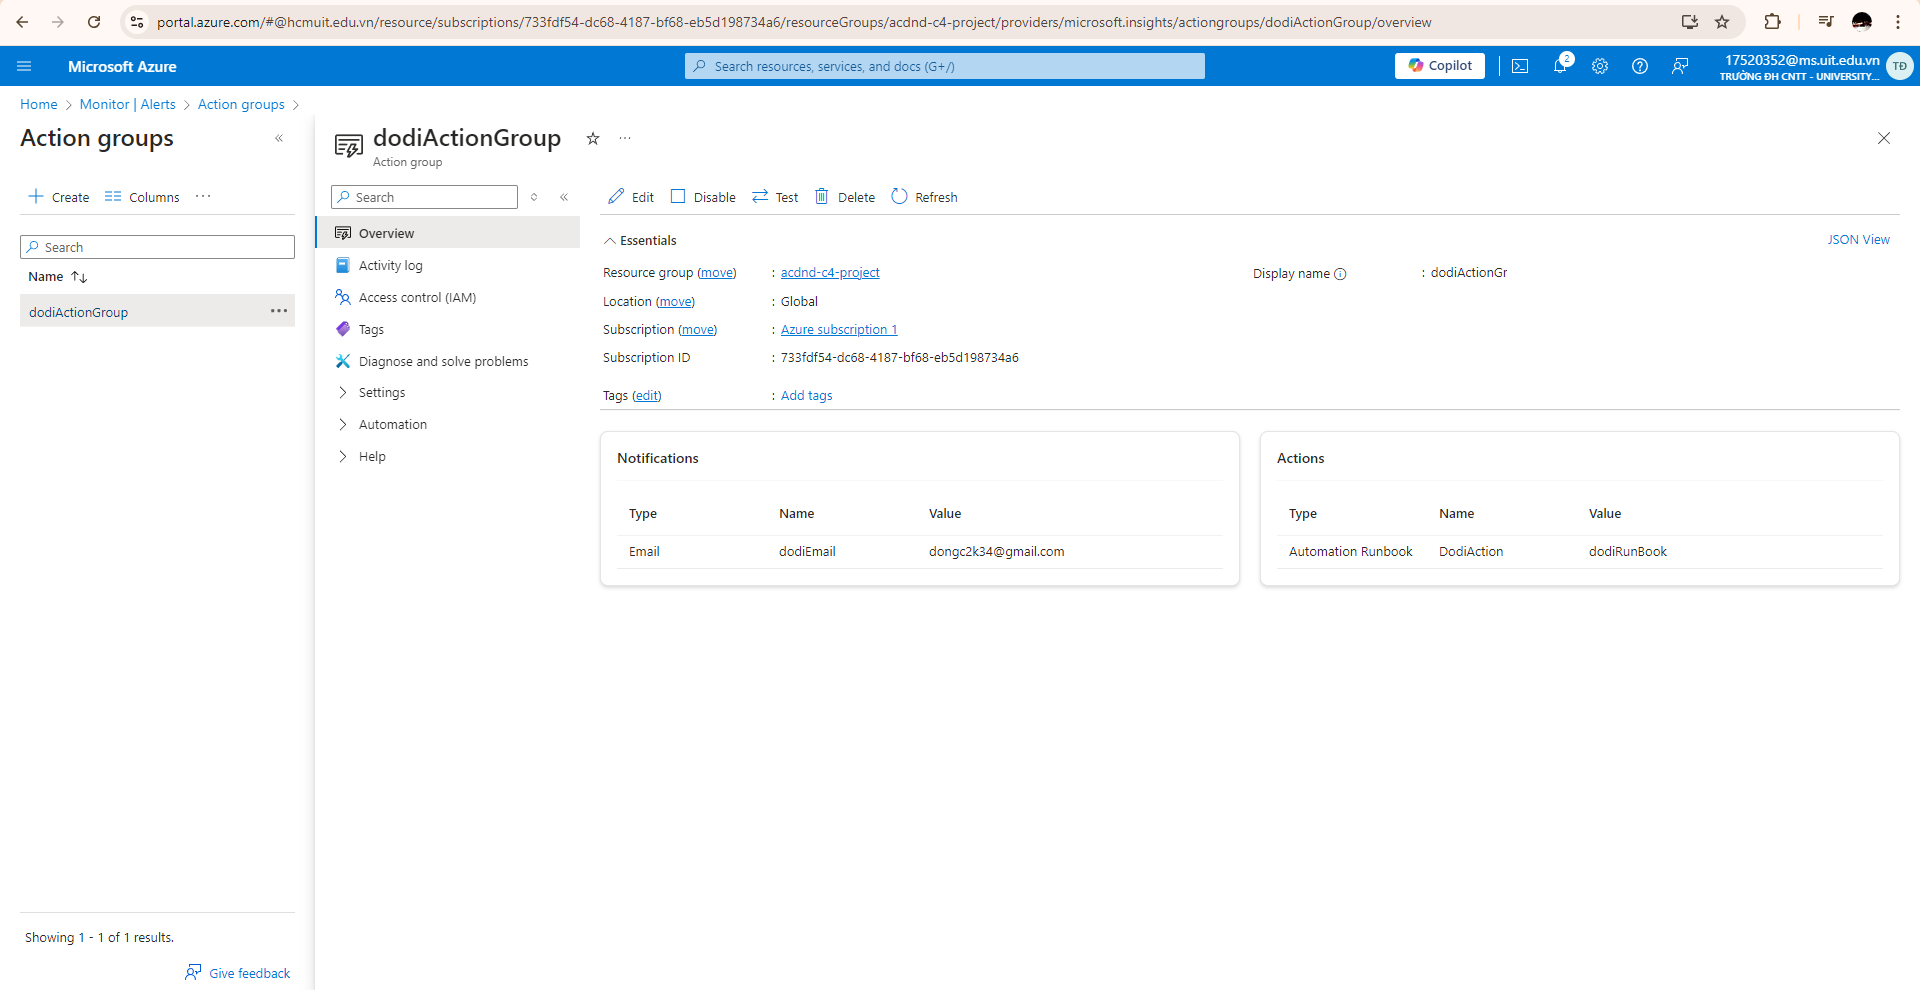 portal.azure.com/#@hcmuit.edu.vn/resource/subscriptions/733fdf54-dc68-4187-bf68-eb5d198734a6/resourceGroups/acdnd-c4-project/providers/microsoft.insights/actiongroups/dodiActionGroup/overview
Microsoft Azure
Search resources, services, and docs (G+/)
Copilot
2
17520352@ms.uit.edu.vn
TRƯỜNG ĐH CNTT - UNIVERSITY...
TĐ
Home > Monitor | Alerts > Action groups >
Action groups
Create
Columns
...
Search
Name
dodiActionGroup
...
Showing 1 - 1 of 1 results.
Give feedback
dodiActionGroup
...
Action group
Search
Overview
Activity log
Access control (IAM)
Tags
Diagnose and solve problems
Settings
Automation
Help
Edit
Disable
Test
Delete
Refresh
Essentials
JSON View
Resource group (move) : acdnd-c4-project
Location (move) : Global
Subscription (move) : Azure subscription 1
Subscription ID : 733fdf54-dc68-4187-bf68-eb5d198734a6
Tags (edit) : Add tags
Display name : dodiActionGr
Notifications
Type Name Value
Email dodiEmail dongc2k34@gmail.com
Actions
Type Name Value
Automation Runbook DodiAction dodiRunBook